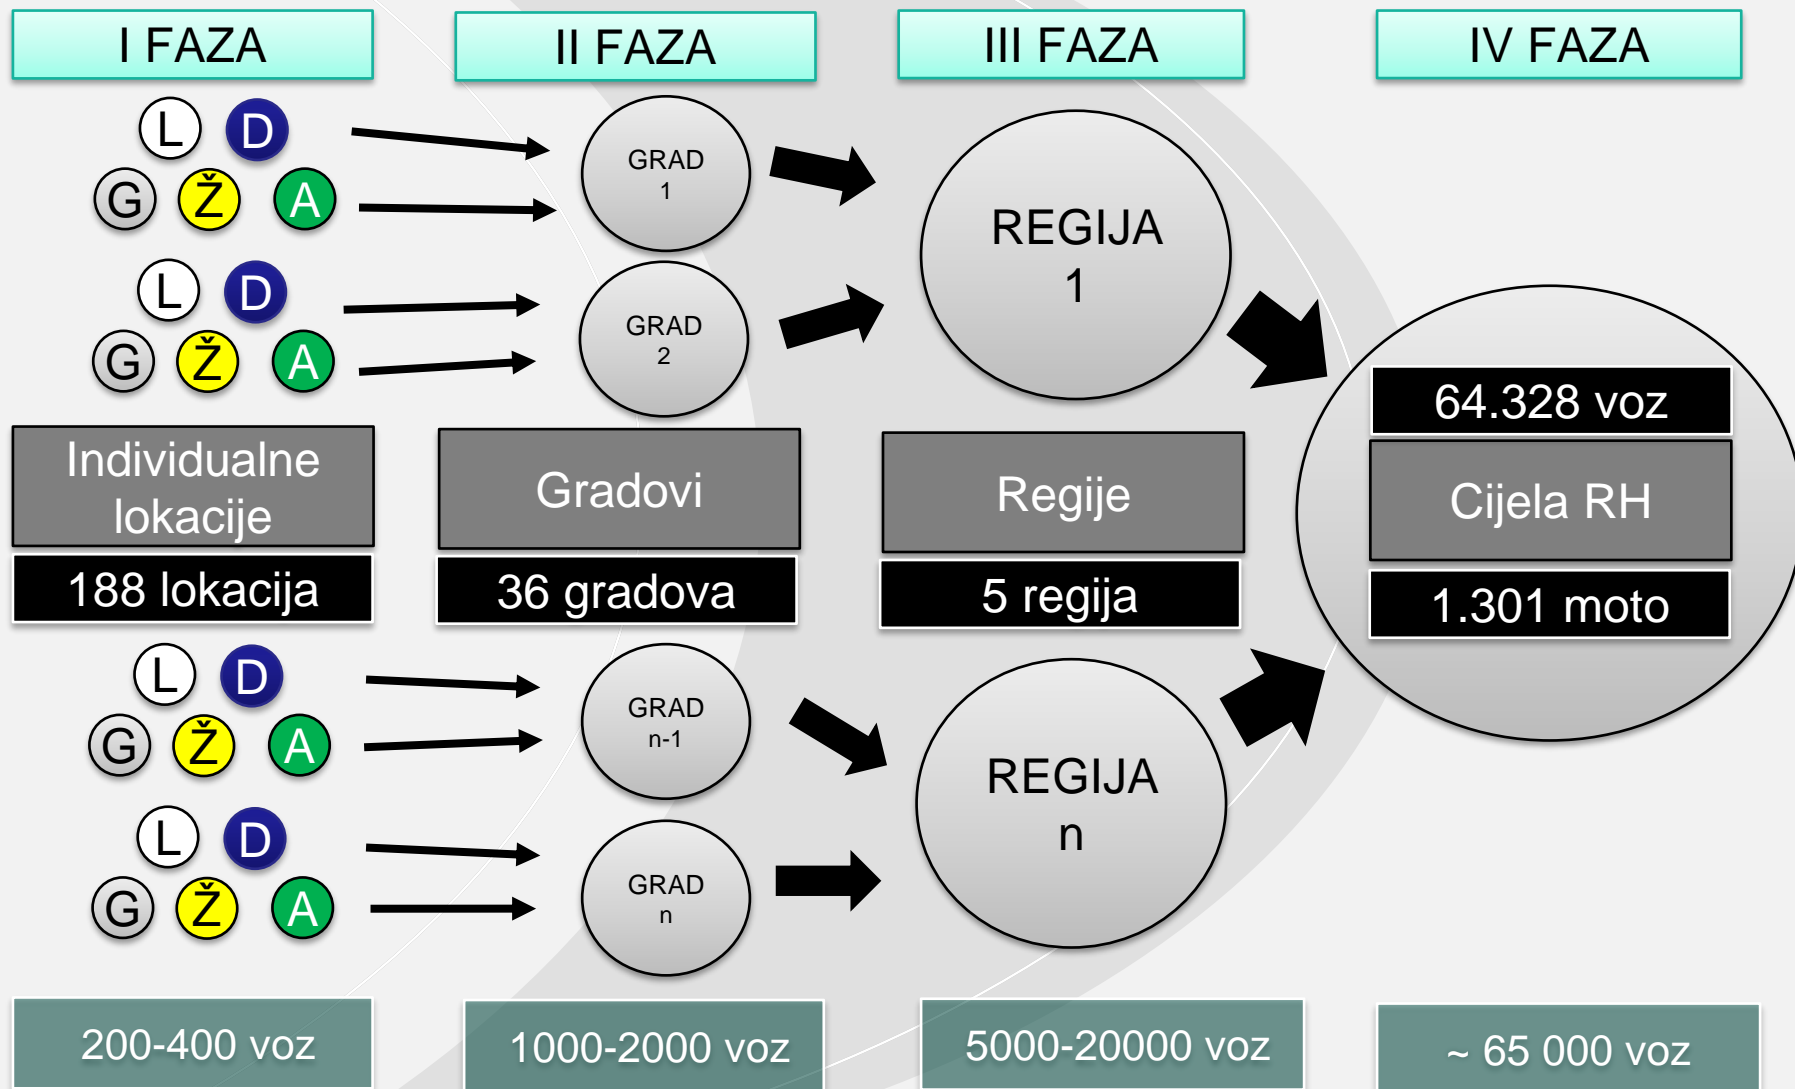 I FAZA
II FAZA
III FAZA
IV FAZA
L D
G Ž A
L D
G Ž A
GRAD
1
GRAD
2
REGIJA
1
64.328 voz
Individualne
lokacije
188 lokacija
Gradovi
36 gradova
Regije
5 regija
Cijela RH
1.301 moto
L D
G Ž A
L D
G Ž A
GRAD
n-1
GRAD
n
REGIJA
n
200-400 voz
1000-2000 voz
5000-20000 voz
~ 65 000 voz